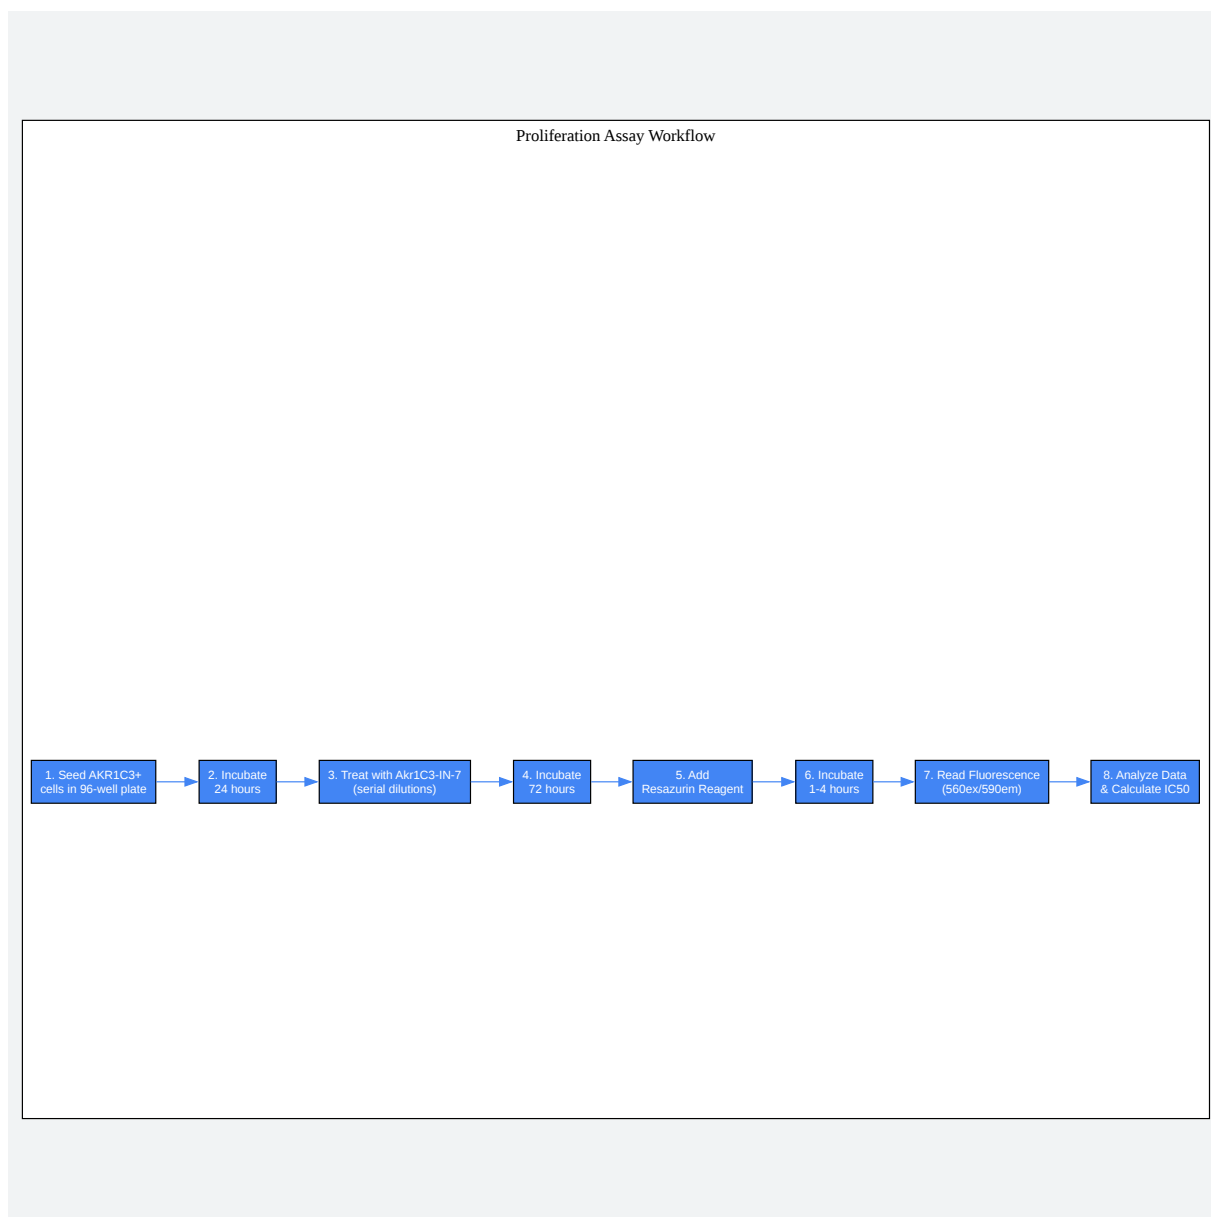 Proliferation Assay Workflow
1. Seed AKR1C3+
cells in 96-well plate
2. Incubate
24 hours
3. Treat with Akr1C3-IN-7
(serial dilutions)
4. Incubate
72 hours
5. Add
Resazurin Reagent
6. Incubate
1-4 hours
7. Read Fluorescence
(560ex/590em)
8. Analyze Data
& Calculate IC50